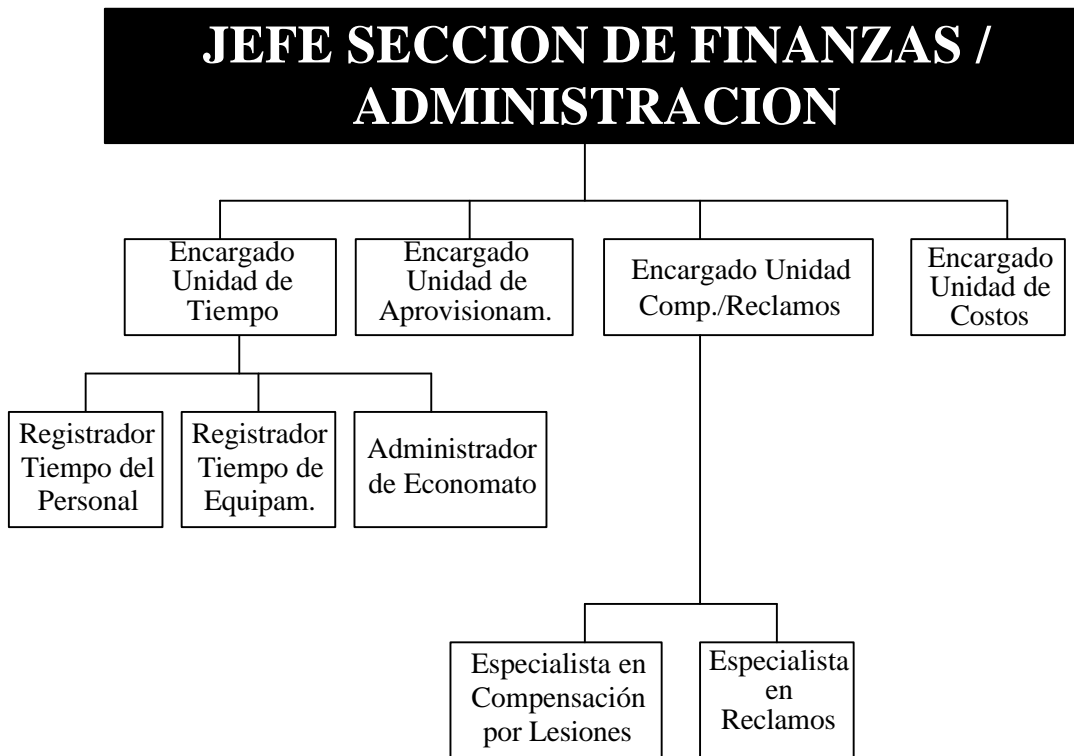 JEFE SECCION DE FINANZAS /
ADMINISTRACION
Encargado
Unidad de
Tiempo
Encargado
Unidad de
Aprovisionam.
Encargado Unidad
Comp./Reclamos
Encargado
Unidad de
Costos
Registrador
Tiempo del
Personal
Registrador
Tiempo de
Equipam.
Administrador
de Economato
Especialista en
Compensación
por Lesiones
Especialista
en
Reclamos